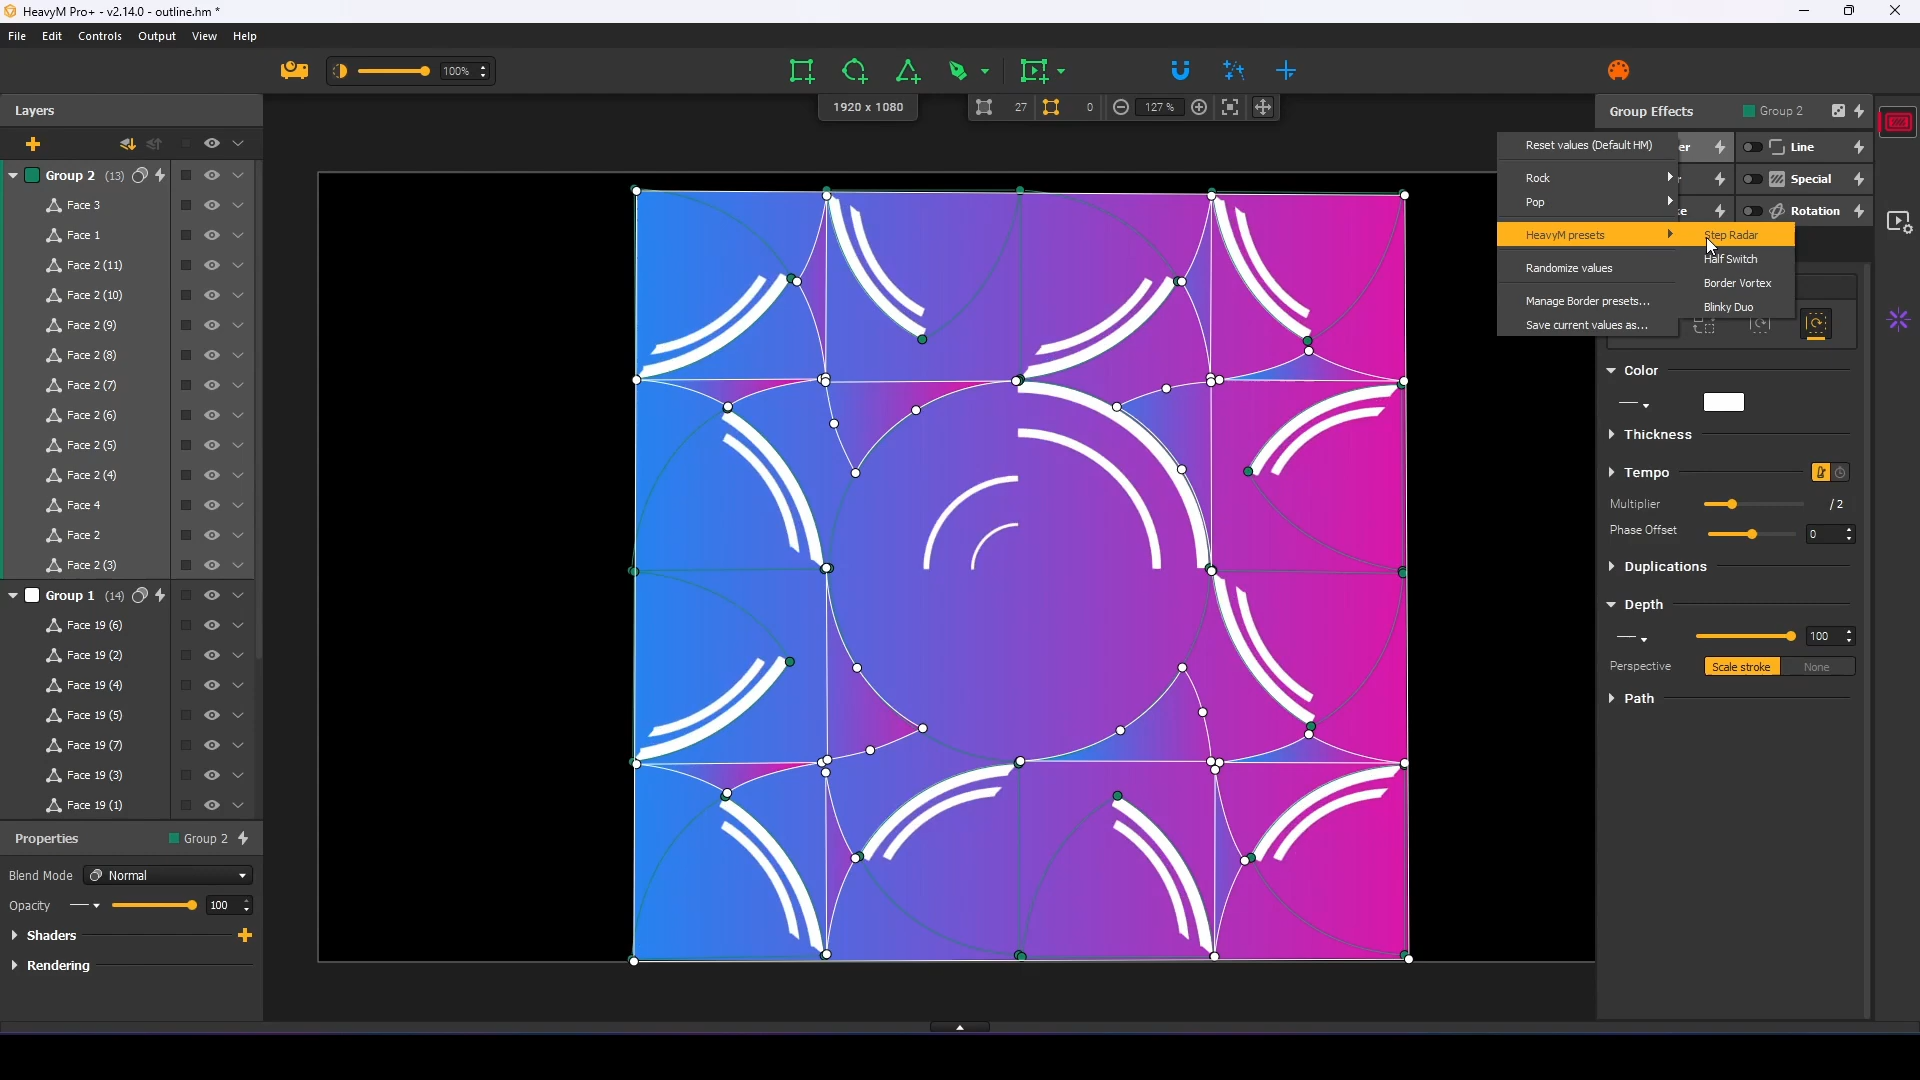 HeavyM Pro+ - v2.14.0 - outline.hm *
File Edit Controls Output View Help
100%
1920 x 1080
27 0 127 %
Layers
Group 2 (13)
Face 3
Face 1
Face 2 (11)
Face 2 (10)
Face 2 (9)
Face 2 (8)
Face 2 (7)
Face 2 (6)
Face 2 (5)
Face 2 (4)
Face 4
Face 2
Face 2 (3)
Group 1 (14)
Face 19 (6)
Face 19 (2)
Face 19 (4)
Face 19 (5)
Face 19 (7)
Face 19 (3)
Face 19 (1)
Properties Group 2
Blend Mode Normal
Opacity 100
Shaders
Rendering
Group Effects Group 2
er Line
r Special
ce Rotation
Reset values (Default HM)
Rock
Pop
HeavyM presets
Randomize values
Manage Border presets...
Save current values as...
Step Radar
Half Switch
Border Vortex
Blinky Duo
Color
Thickness
Tempo
Multiplier / 2
Phase Offset 0
Duplications
Depth
100
Perspective Scale stroke None
Path